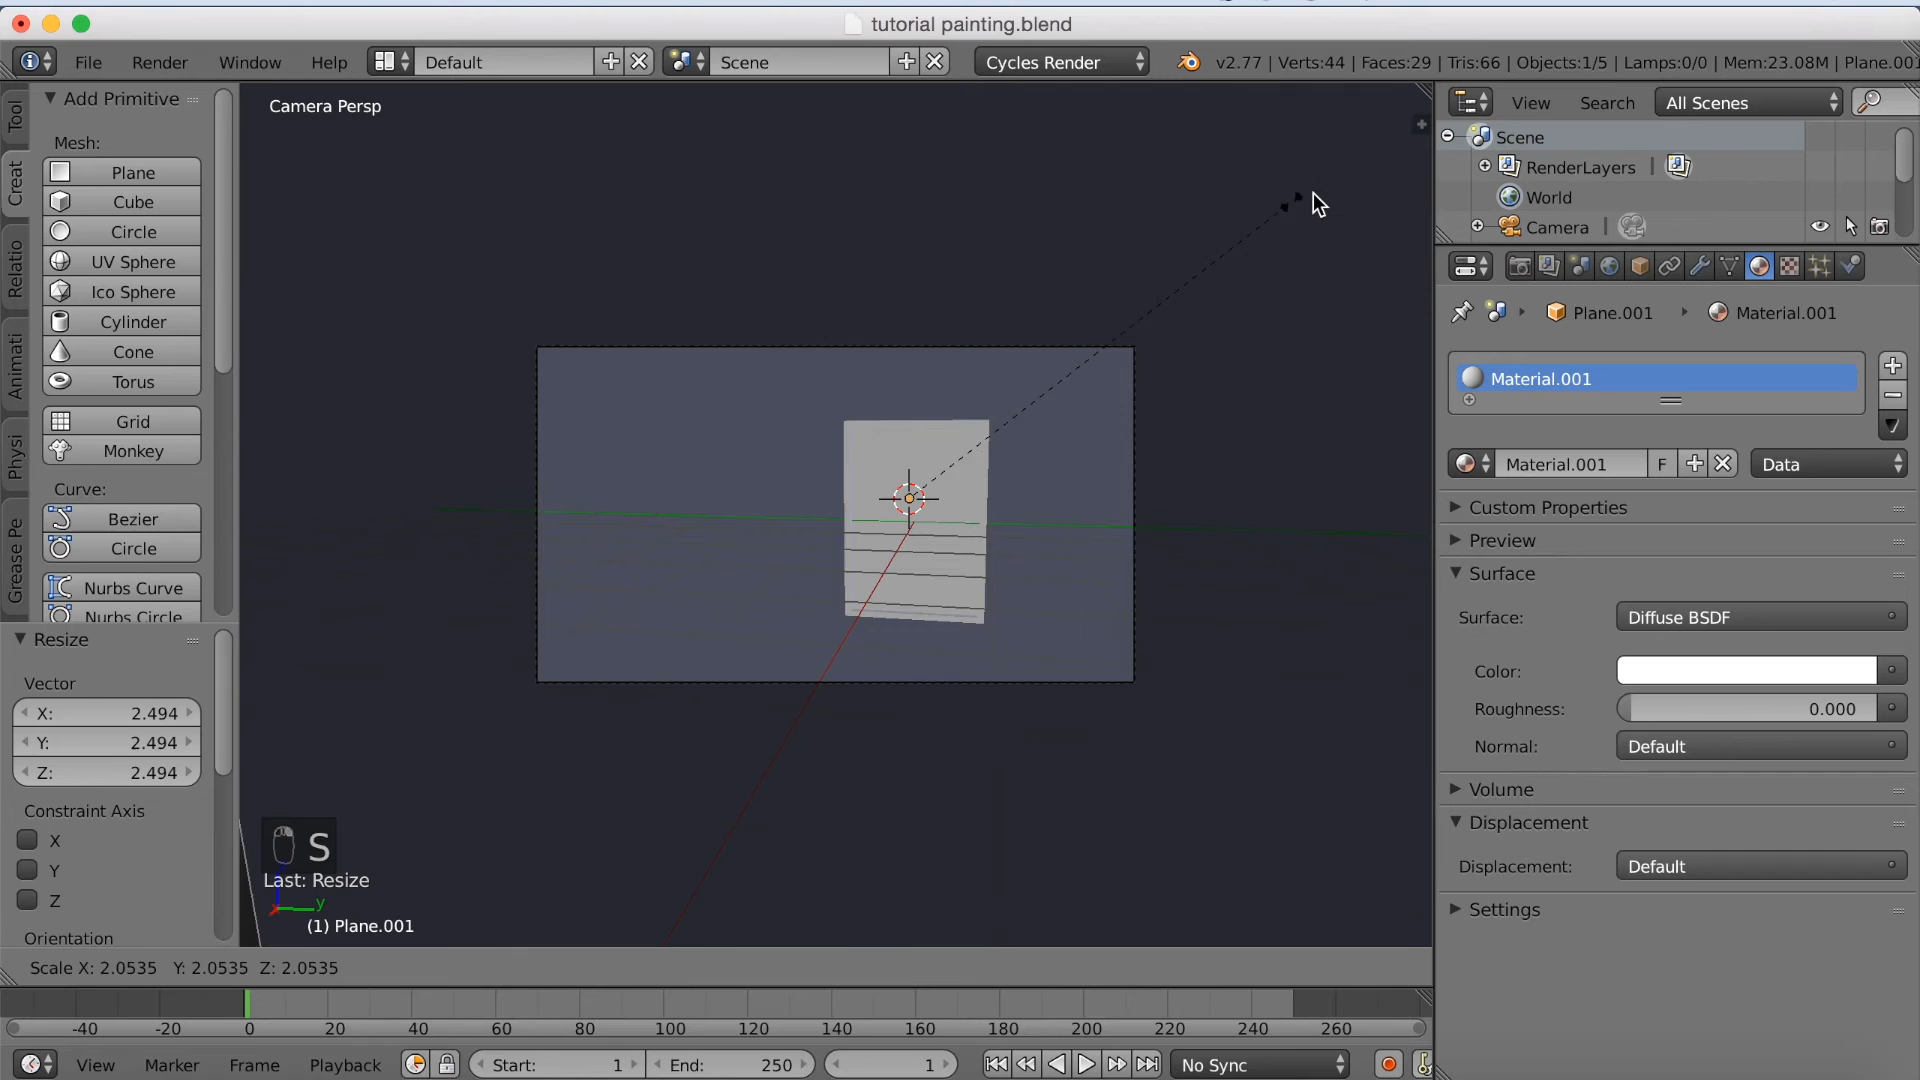 tutorial painting.blend
File Render Window Help Default Scene Cycles Render v2.77 | Verts:44 | Faces:29 | Tris:66 | Objects:1/5 | Lamps:0/0 | Mem:23.08M | Plane.00
Tool
Creat
Relatio
Animati
Physi
Grease Pe
Add Primitive
Mesh:
Plane
Cube
Circle
UV Sphere
Ico Sphere
Cylinder
Cone
Torus
Grid
Monkey
Curve:
Bezier
Circle
Nurbs Curve
Nurbs Circle
Resize
Vector
X: 2.494
Y: 2.494
Z: 2.494
Constraint Axis
X
Y
Z
Orientation
Camera Persp
S
Last: Resize
y
(1) Plane.001
Scale X: 2.0535 Y: 2.0535 Z: 2.0535
-40 -20 0 20 40 60 80 100 120 140 160 180 200 220 240 260
View Marker Frame Playback Start: 1 End: 250 1 No Sync
View Search All Scenes
Scene
RenderLayers |
World
Camera |
Plane.001 Material.001
Material.001
Material.001 F Data
Custom Properties
Preview
Surface
Surface: Diffuse BSDF
Color:
Roughness: 0.000
Normal: Default
Volume
Displacement
Displacement: Default
Settings